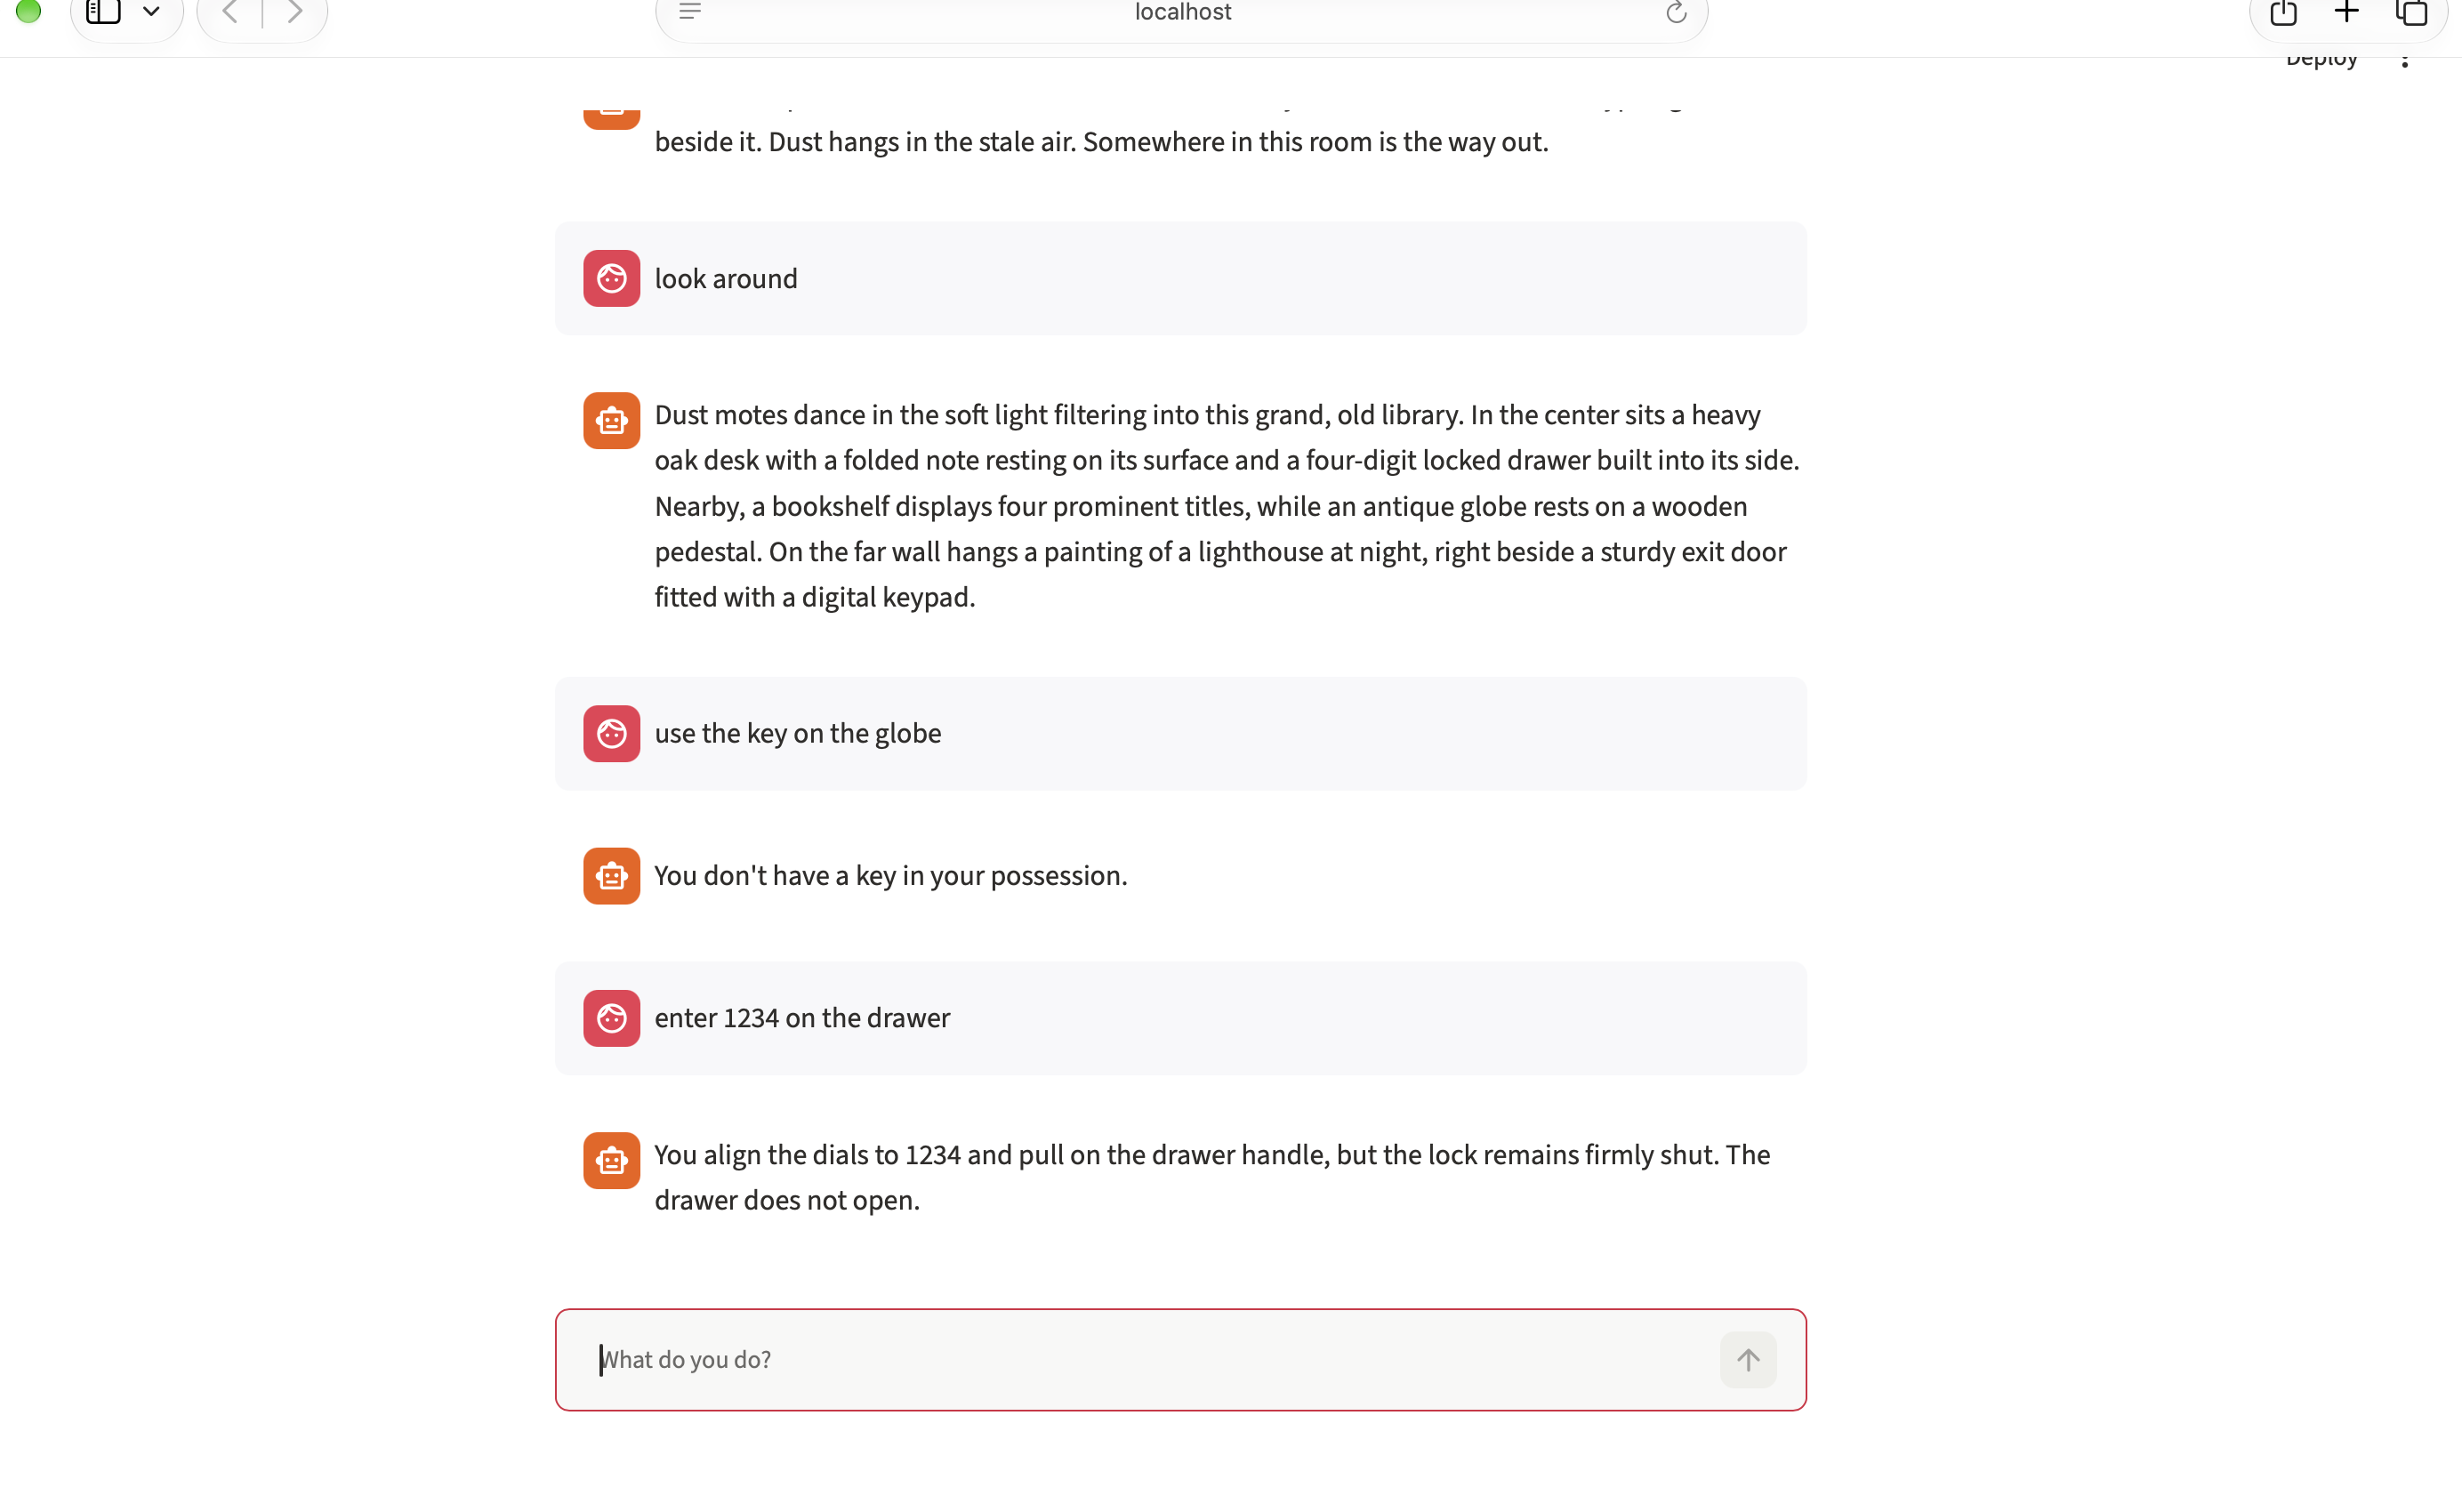 localhost
Deploy
beside it. Dust hangs in the stale air. Somewhere in this room is the way out.
look around
Dust motes dance in the soft light filtering into this grand, old library. In the center sits a heavy
oak desk with a folded note resting on its surface and a four-digit locked drawer built into its side.
Nearby, a bookshelf displays four prominent titles, while an antique globe rests on a wooden
pedestal. On the far wall hangs a painting of a lighthouse at night, right beside a sturdy exit door
fitted with a digital keypad.
use the key on the globe
You don't have a key in your possession.
enter 1234 on the drawer
You align the dials to 1234 and pull on the drawer handle, but the lock remains firmly shut. The
drawer does not open.
What do you do?